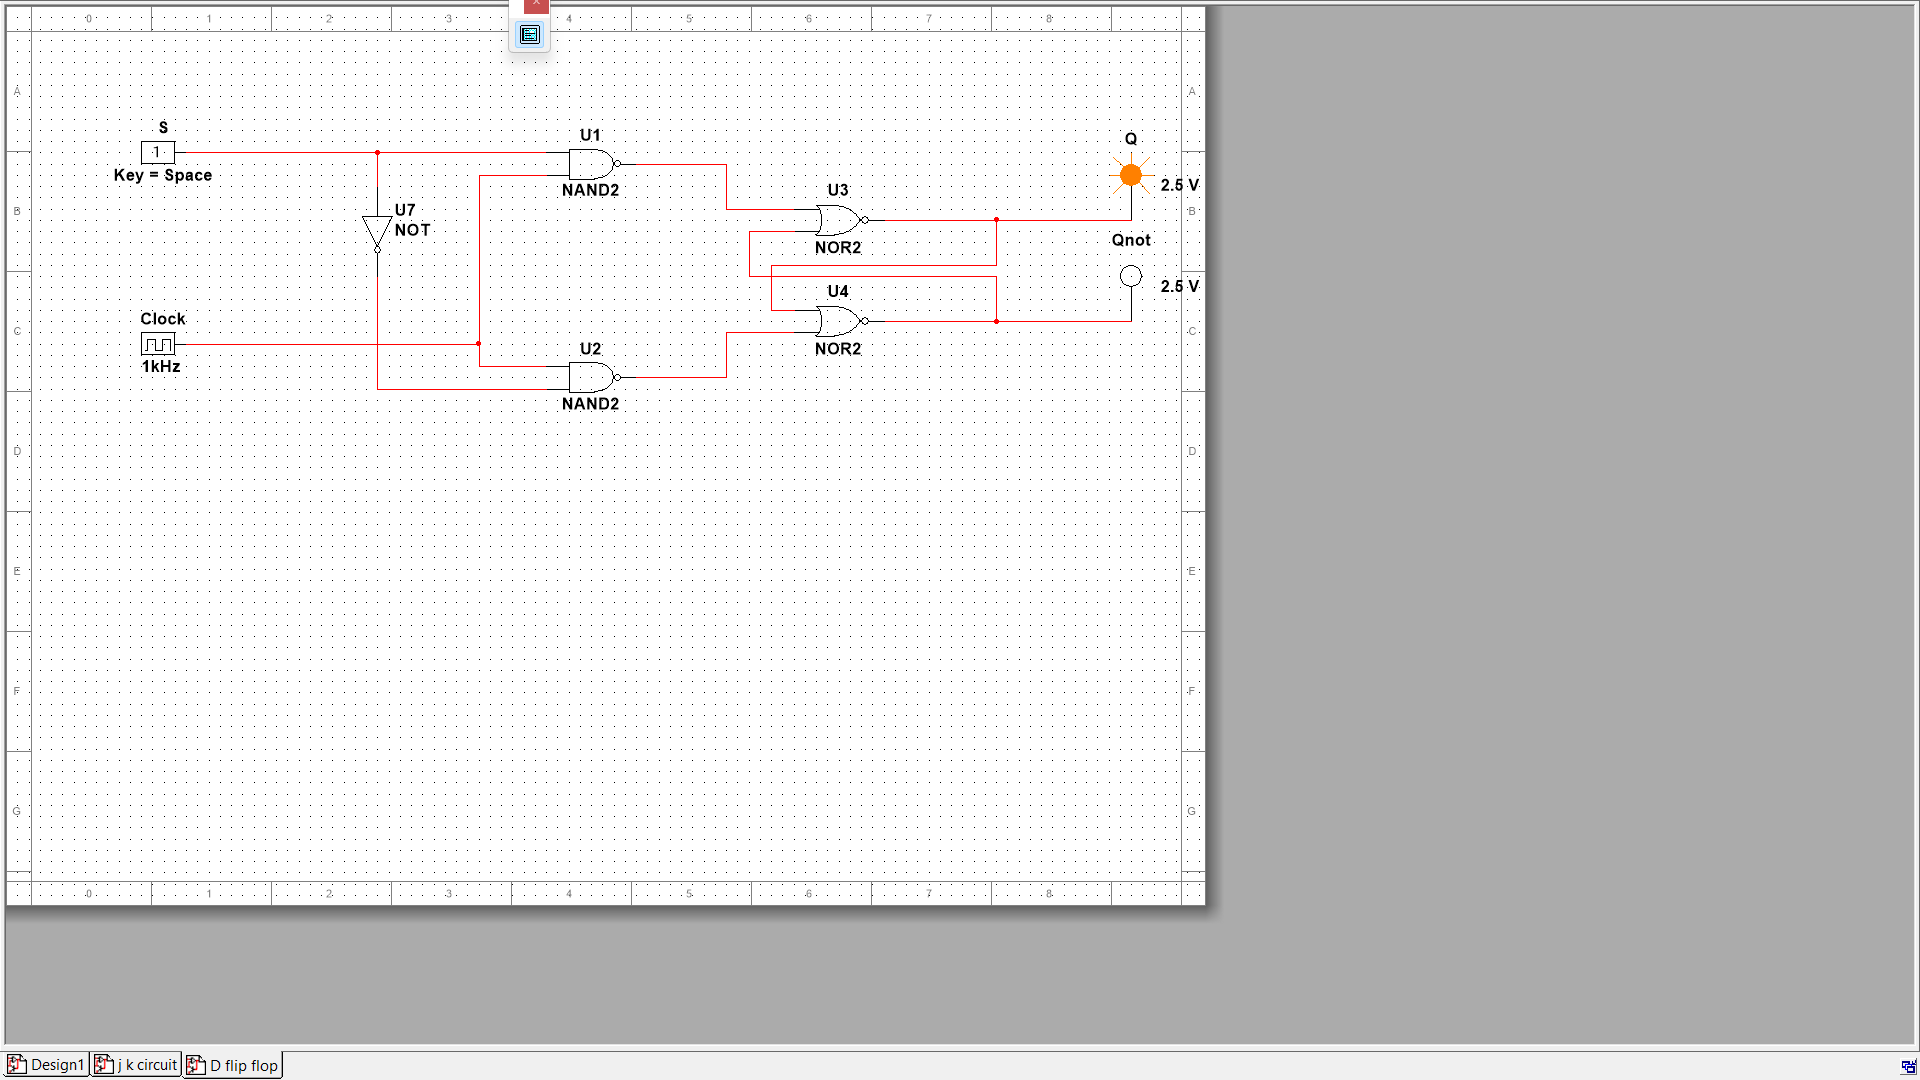 0 1 2 3 4 5 6 7 8
A A
S
1
Key = Space
U1
NAND2
Q
2.5 V
U7
NOT
U3
NOR2
B B
Qnot
2.5 V
U4
NOR2
Clock
1kHz
C C
U2
NAND2
D D
E E
F F
G G
0 1 2 3 4 5 6 7 8
Design1 j k circuit D flip flop